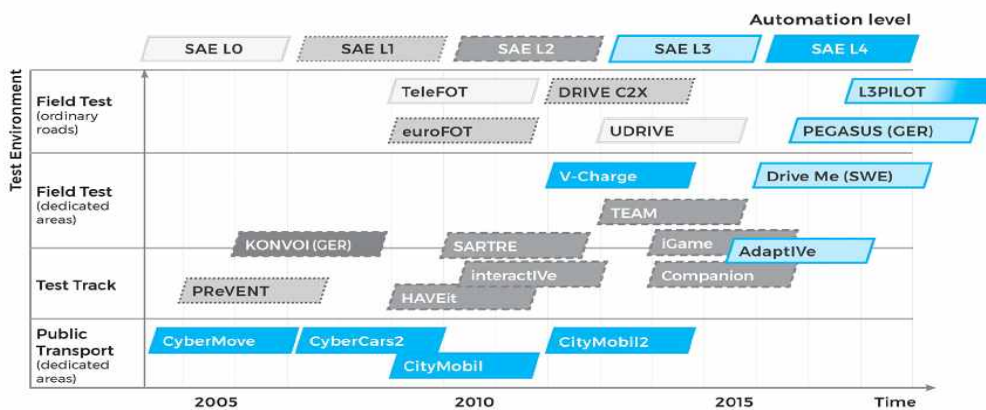 Automation level
SAE L0
SAE L1
SAE L2
SAE L3
SAE L4
Test Environment
Field Test
(ordinary
roads)
TeleFOT
DRIVE C2X
L3PILOT
euroFOT
UDRIVE
PEGASUS (GER)
Field Test
(dedicated
areas)
V-Charge
Drive Me (SWE)
TEAM
KONVOI (GER)
SARTRE
iGame
AdaptIVe
Test Track
interactIVe
Companion
PReVENT
HAVEit
Public
Transport
(dedicated
areas)
CyberMove
CyberCars2
CityMobil2
CityMobil
2005
2010
2015
Time